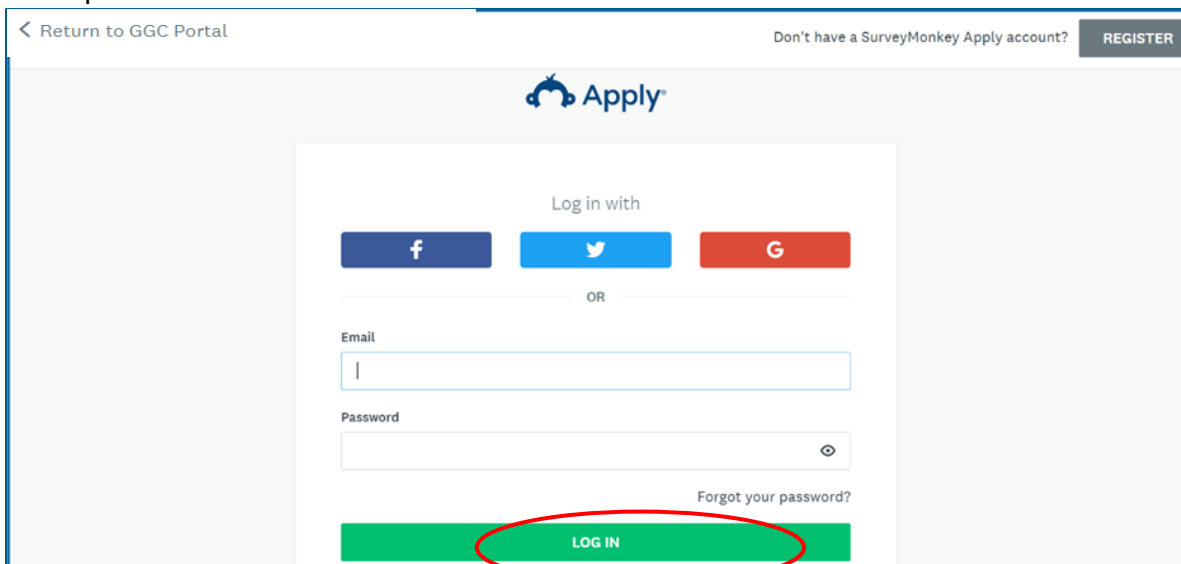 Return to GGC Portal
Don't have a SurveyMonkey Apply account? REGISTER
Apply
Log in with
f G
OR
Email
Password
Forgot your password?
LOG IN